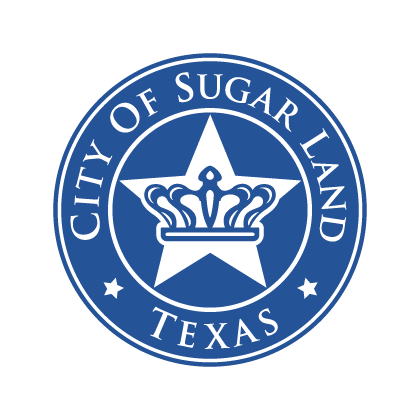 CITY OF SUGAR LAND
TEXAS